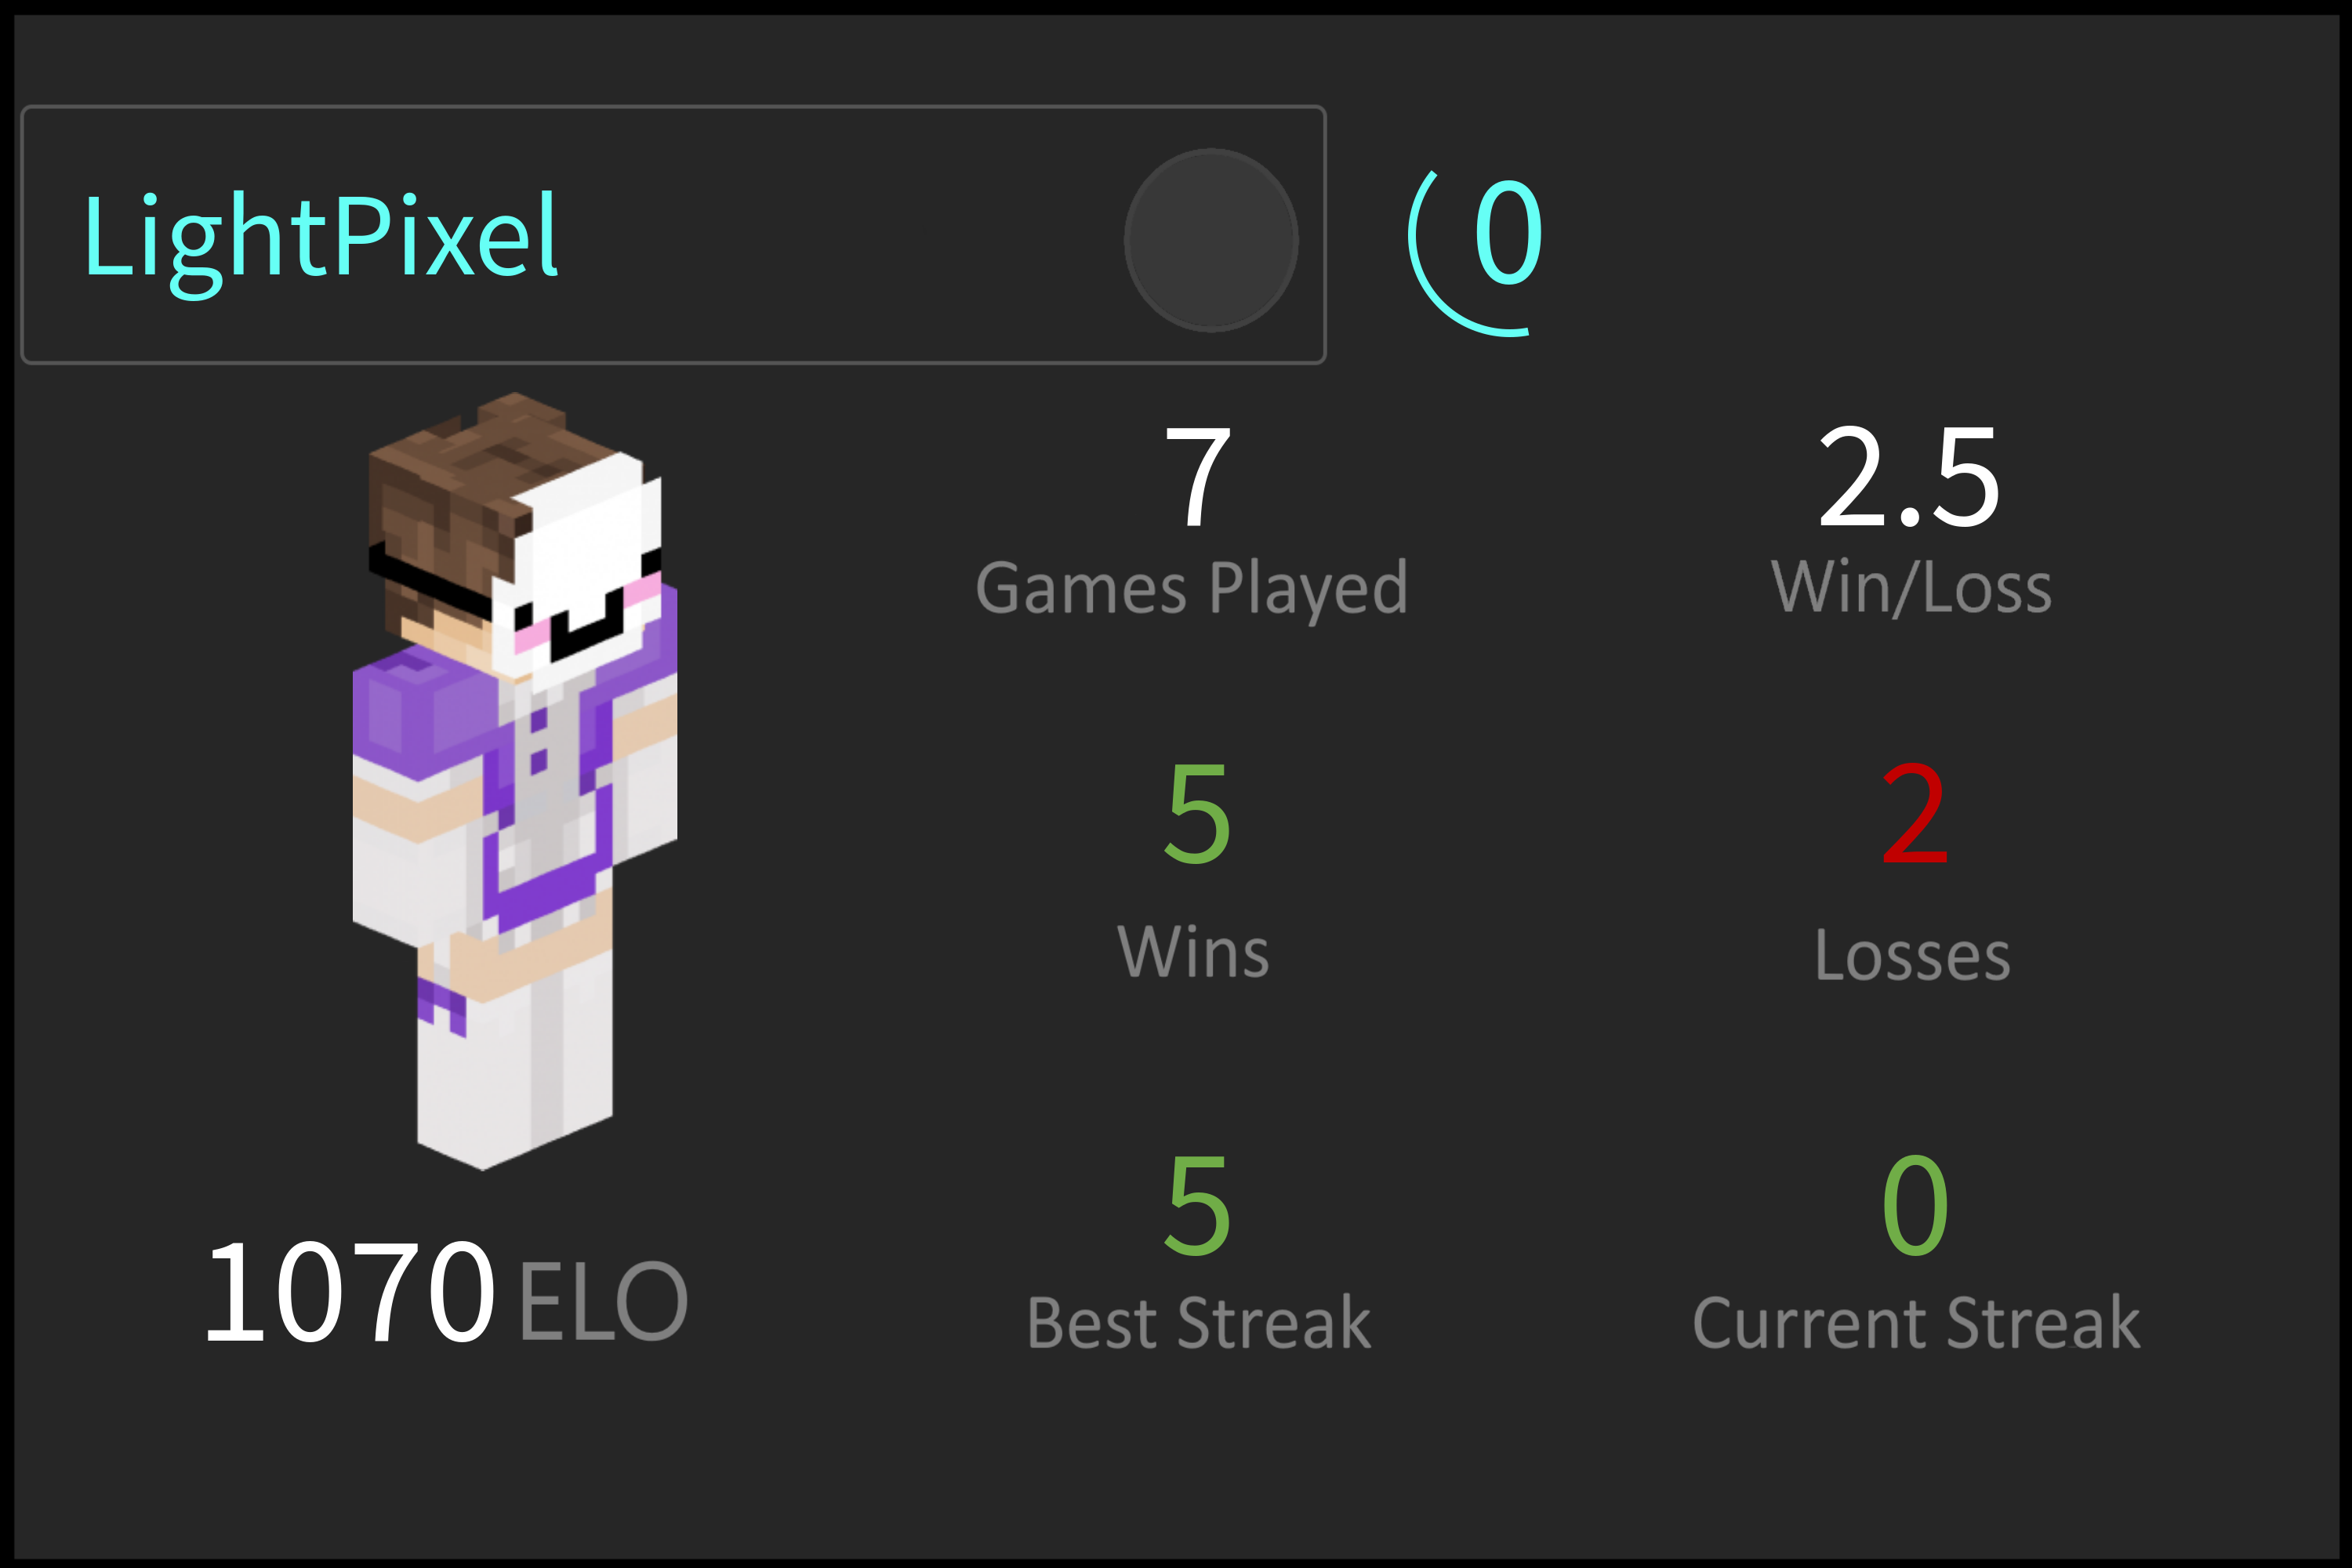 LightPixel 0
7 2.5
Games Played Win/Loss
5 2
Wins Losses
5 0
1070 ELO
Best Streak Current Streak